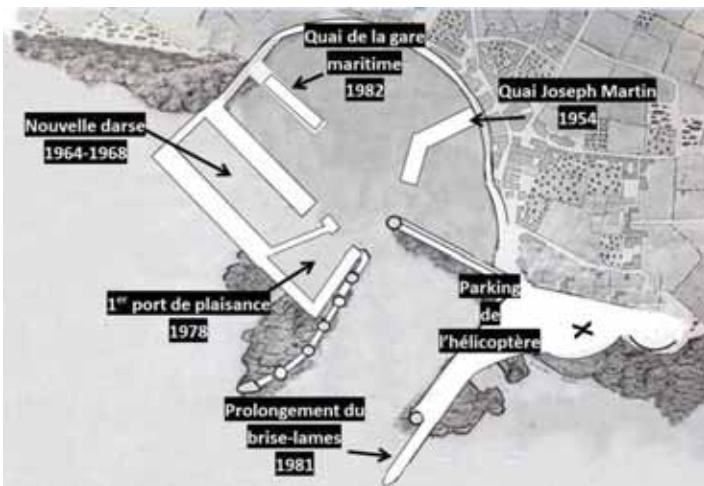 Quai de la gare
maritime
1982
Quai Joseph Martin
1954
Nouvelle darse
1964-1968
1er port de plaisance
1978
Parking
de
l'hélicoptère
Prolongement du
brise-lames
1981